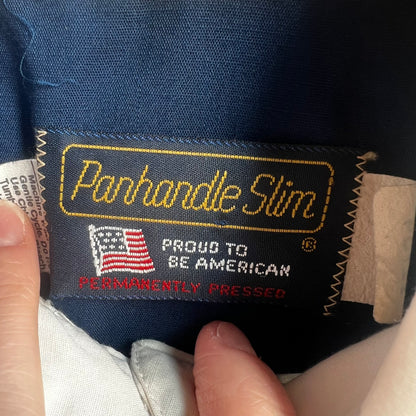 Panhandle Slim
®
PROUD TO
BE AMERICAN
PERMANENTLY PRESSED